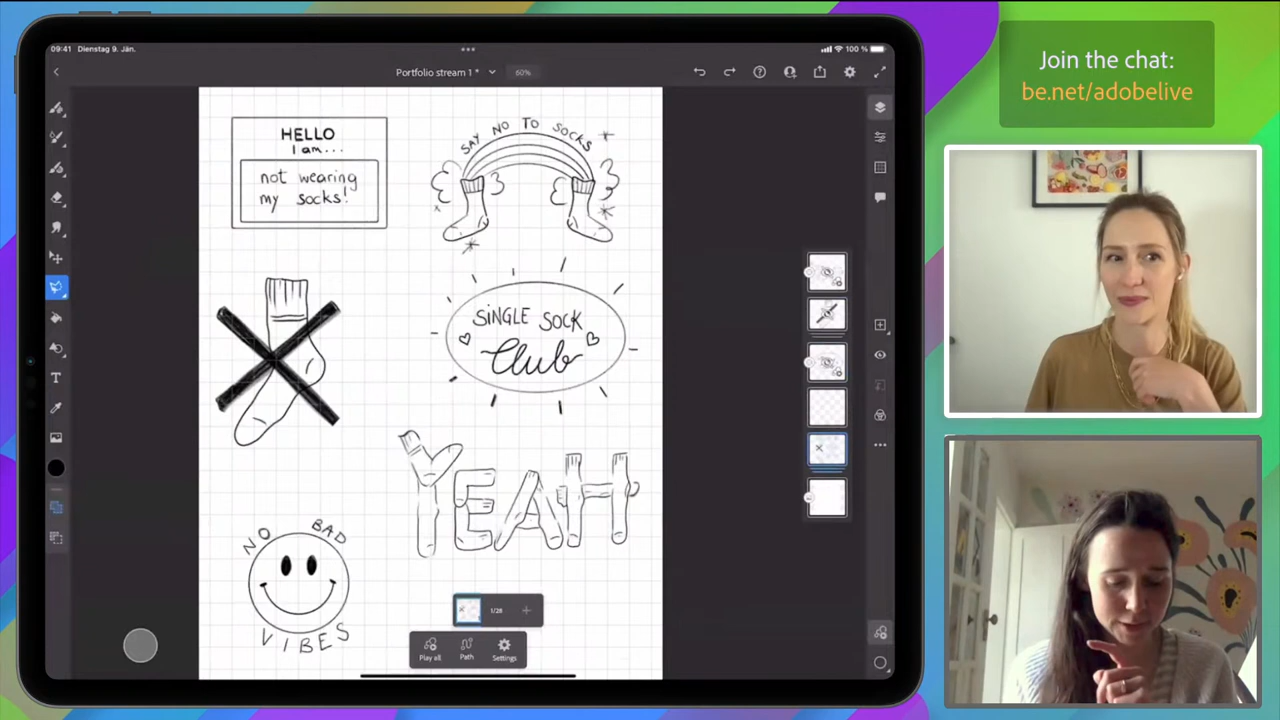 09:41 Dienstag 9. Jän.
100 %
Portfolio stream 1 *
60%
Join the chat:
be.net/adobelive
HELLO
I am...
not wearing
my socks!
SAY NO TO SOCKS
SiNGLE SOCK
Club
YEAH
NO BAD
VIBES
T
1/28
Play all Path Settings